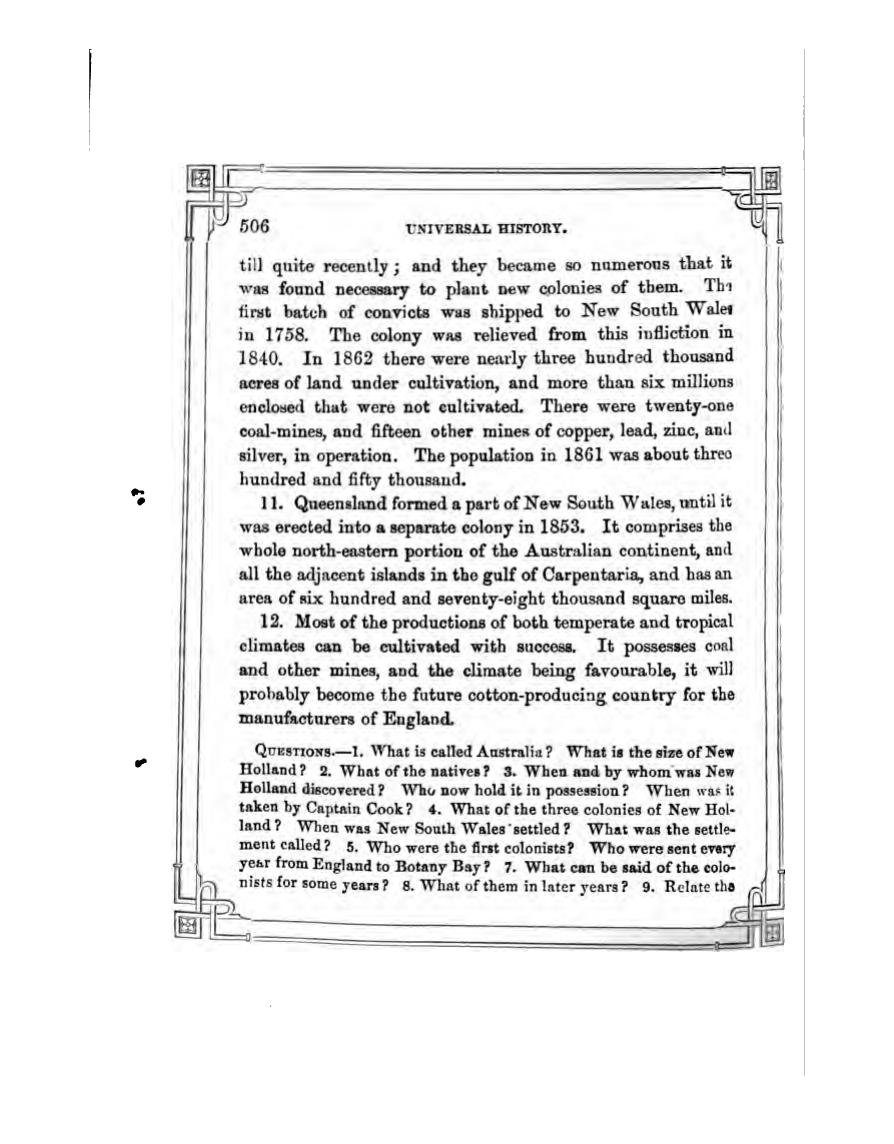 506 UNIVERSAL HISTORY.
till quite recently; and they became so numerous that it
was found necessary to plant new colonies of them. The
first batch of convicts was shipped to New South Wales
in 1758. The colony was relieved from this infliction in
1840. In 1862 there were nearly three hundred thousand
acres of land under cultivation, and more than six millions
enclosed that were not cultivated. There were twenty-one
coal-mines, and fifteen other mines of copper, lead, zinc, and
silver, in operation. The population in 1861 was about three
hundred and fifty thousand.
11. Queensland formed a part of New South Wales, until it
was erected into a separate colony in 1853. It comprises the
whole north-eastern portion of the Australian continent, and
all the adjacent islands in the gulf of Carpentaria, and has an
area of six hundred and seventy-eight thousand square miles.
12. Most of the productions of both temperate and tropical
climates can be cultivated with success. It possesses coal
and other mines, and the climate being favourable, it will
probably become the future cotton-producing country for the
manufacturers of England.
QUESTIONS.—1. What is called Australia? What is the size of New
Holland? 2. What of the natives? 3. When and by whom was New
Holland discovered? Who now hold it in possession? When was it
taken by Captain Cook? 4. What of the three colonies of New Hol-
land? When was New South Wales settled? What was the settle-
ment called? 5. Who were the first colonists? Who were sent every
year from England to Botany Bay? 7. What can be said of the colo-
nists for some years? 8. What of them in later years? 9. Relate the